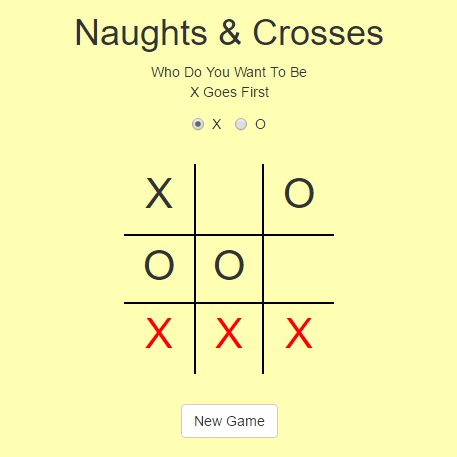 Naughts & Crosses
Who Do You Want To Be
X Goes First
X O
X O
O O
X X X
New Game